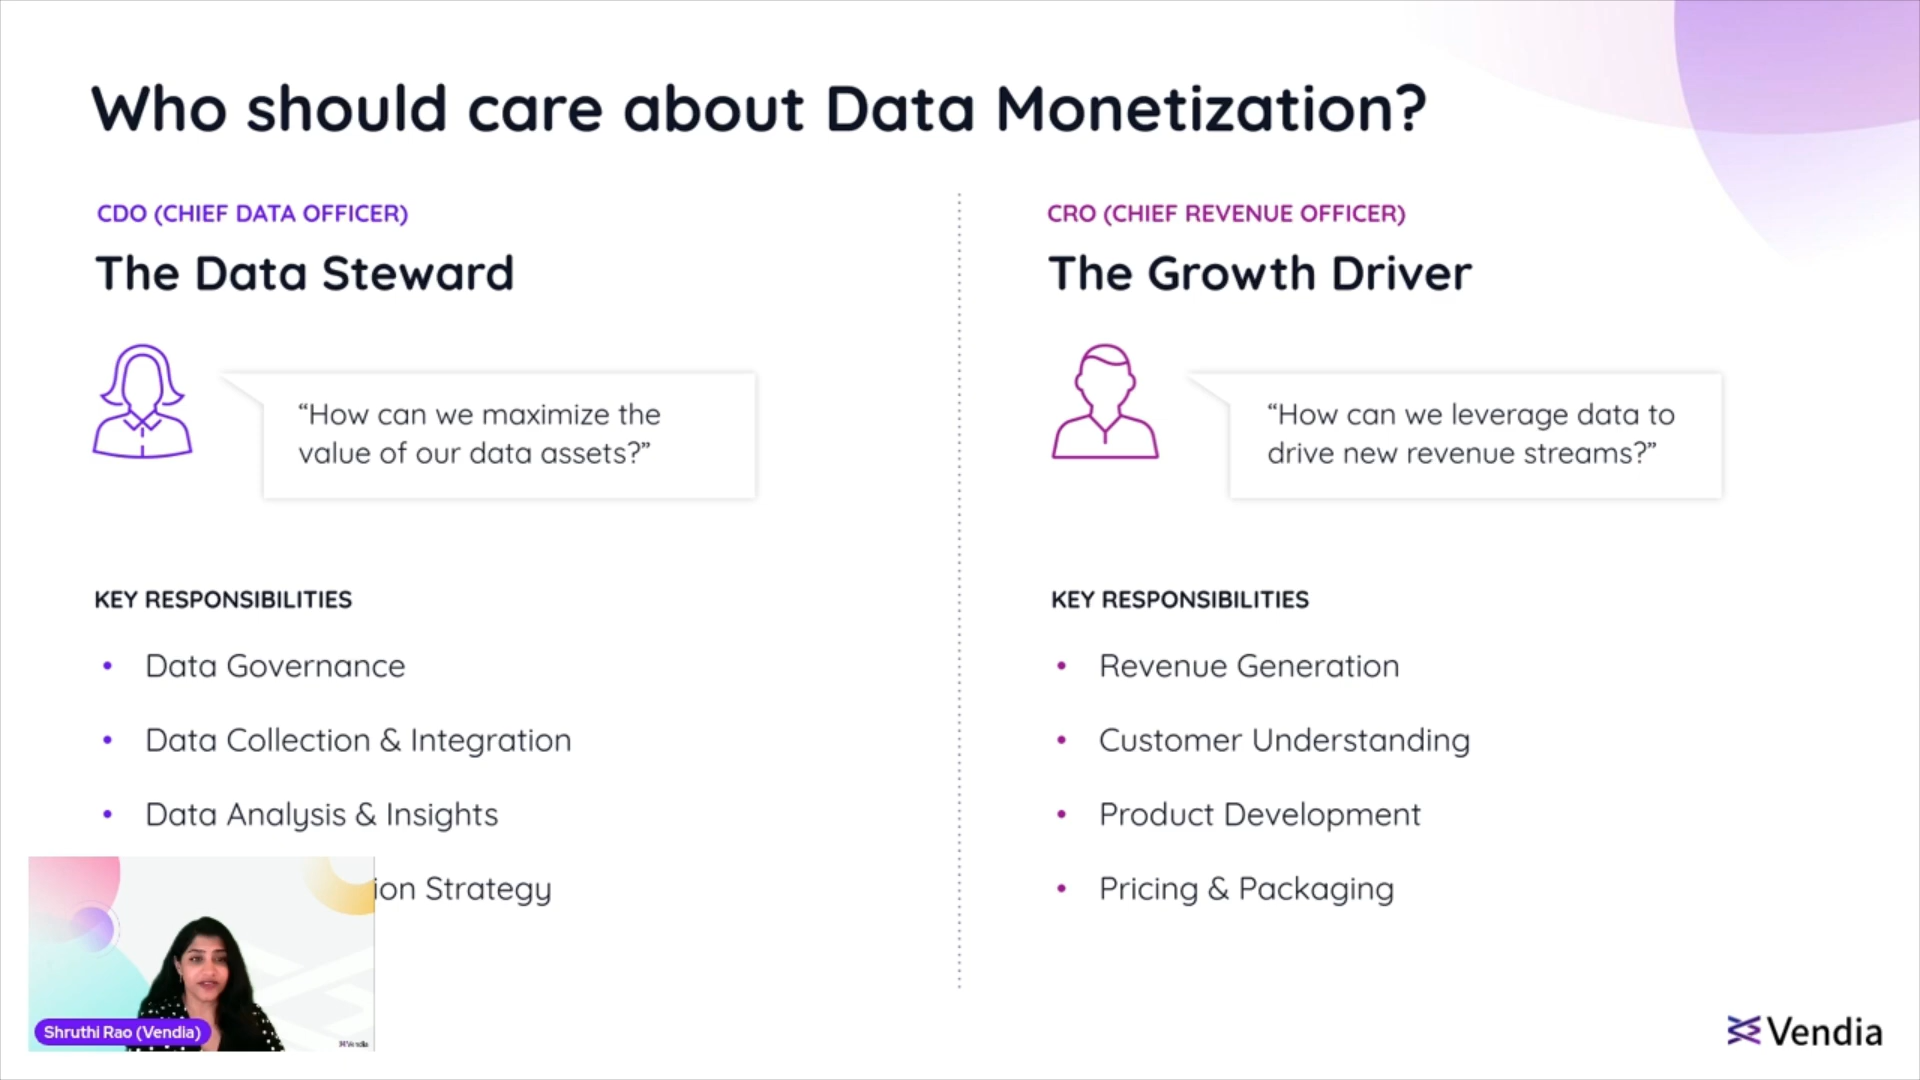 Who should care about Data Monetization?
CDO (CHIEF DATA OFFICER)
The Data Steward
“How can we maximize the
value of our data assets?”
KEY RESPONSIBILITIES
• Data Governance
• Data Collection & Integration
• Data Analysis & Insights
ion Strategy
CRO (CHIEF REVENUE OFFICER)
The Growth Driver
“How can we leverage data to
drive new revenue streams?”
KEY RESPONSIBILITIES
• Revenue Generation
• Customer Understanding
• Product Development
• Pricing & Packaging
Shruthi Rao (Vendia)
Vendia
Vendia